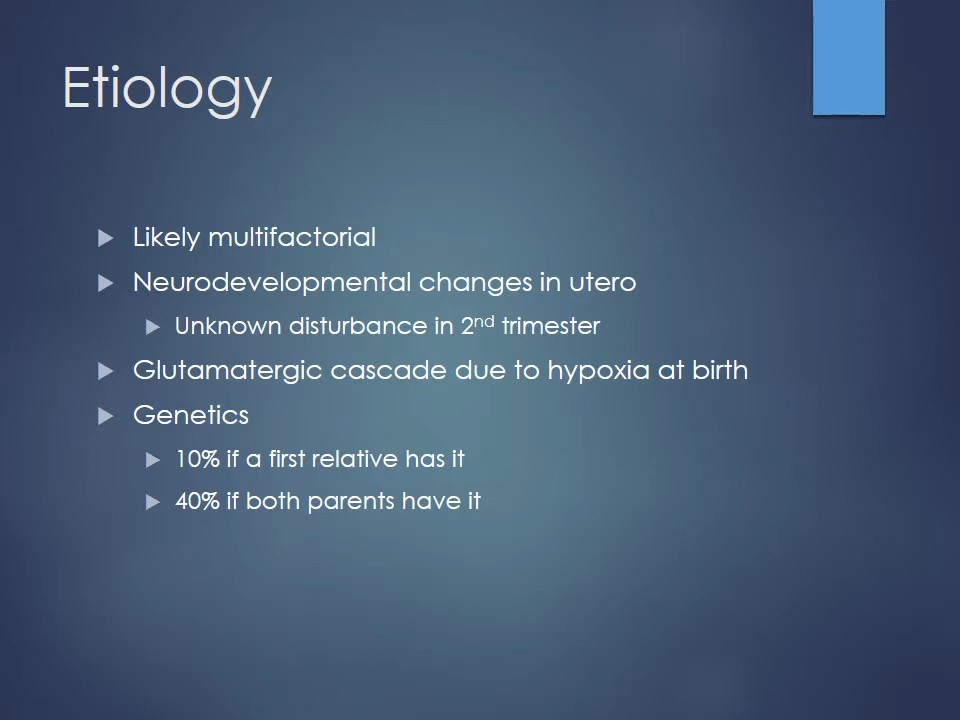 Etiology
Likely multifactorial
Neurodevelopmental changes in utero
Unknown disturbance in 2nd trimester
Glutamatergic cascade due to hypoxia at birth
Genetics
10% if a first relative has it
40% if both parents have it